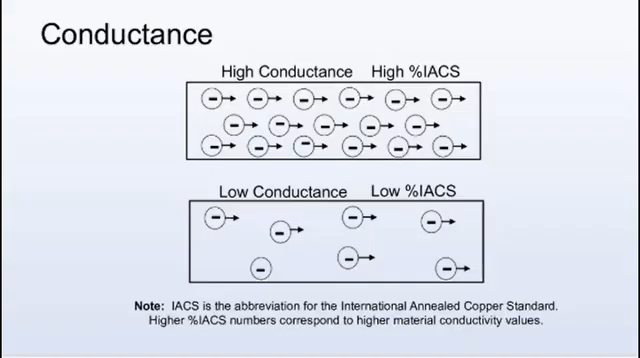 Conductance
High Conductance High %IACS
Low Conductance Low %IACS
Note: IACS is the abbreviation for the International Annealed Copper Standard.
Higher %IACS numbers correspond to higher material conductivity values.